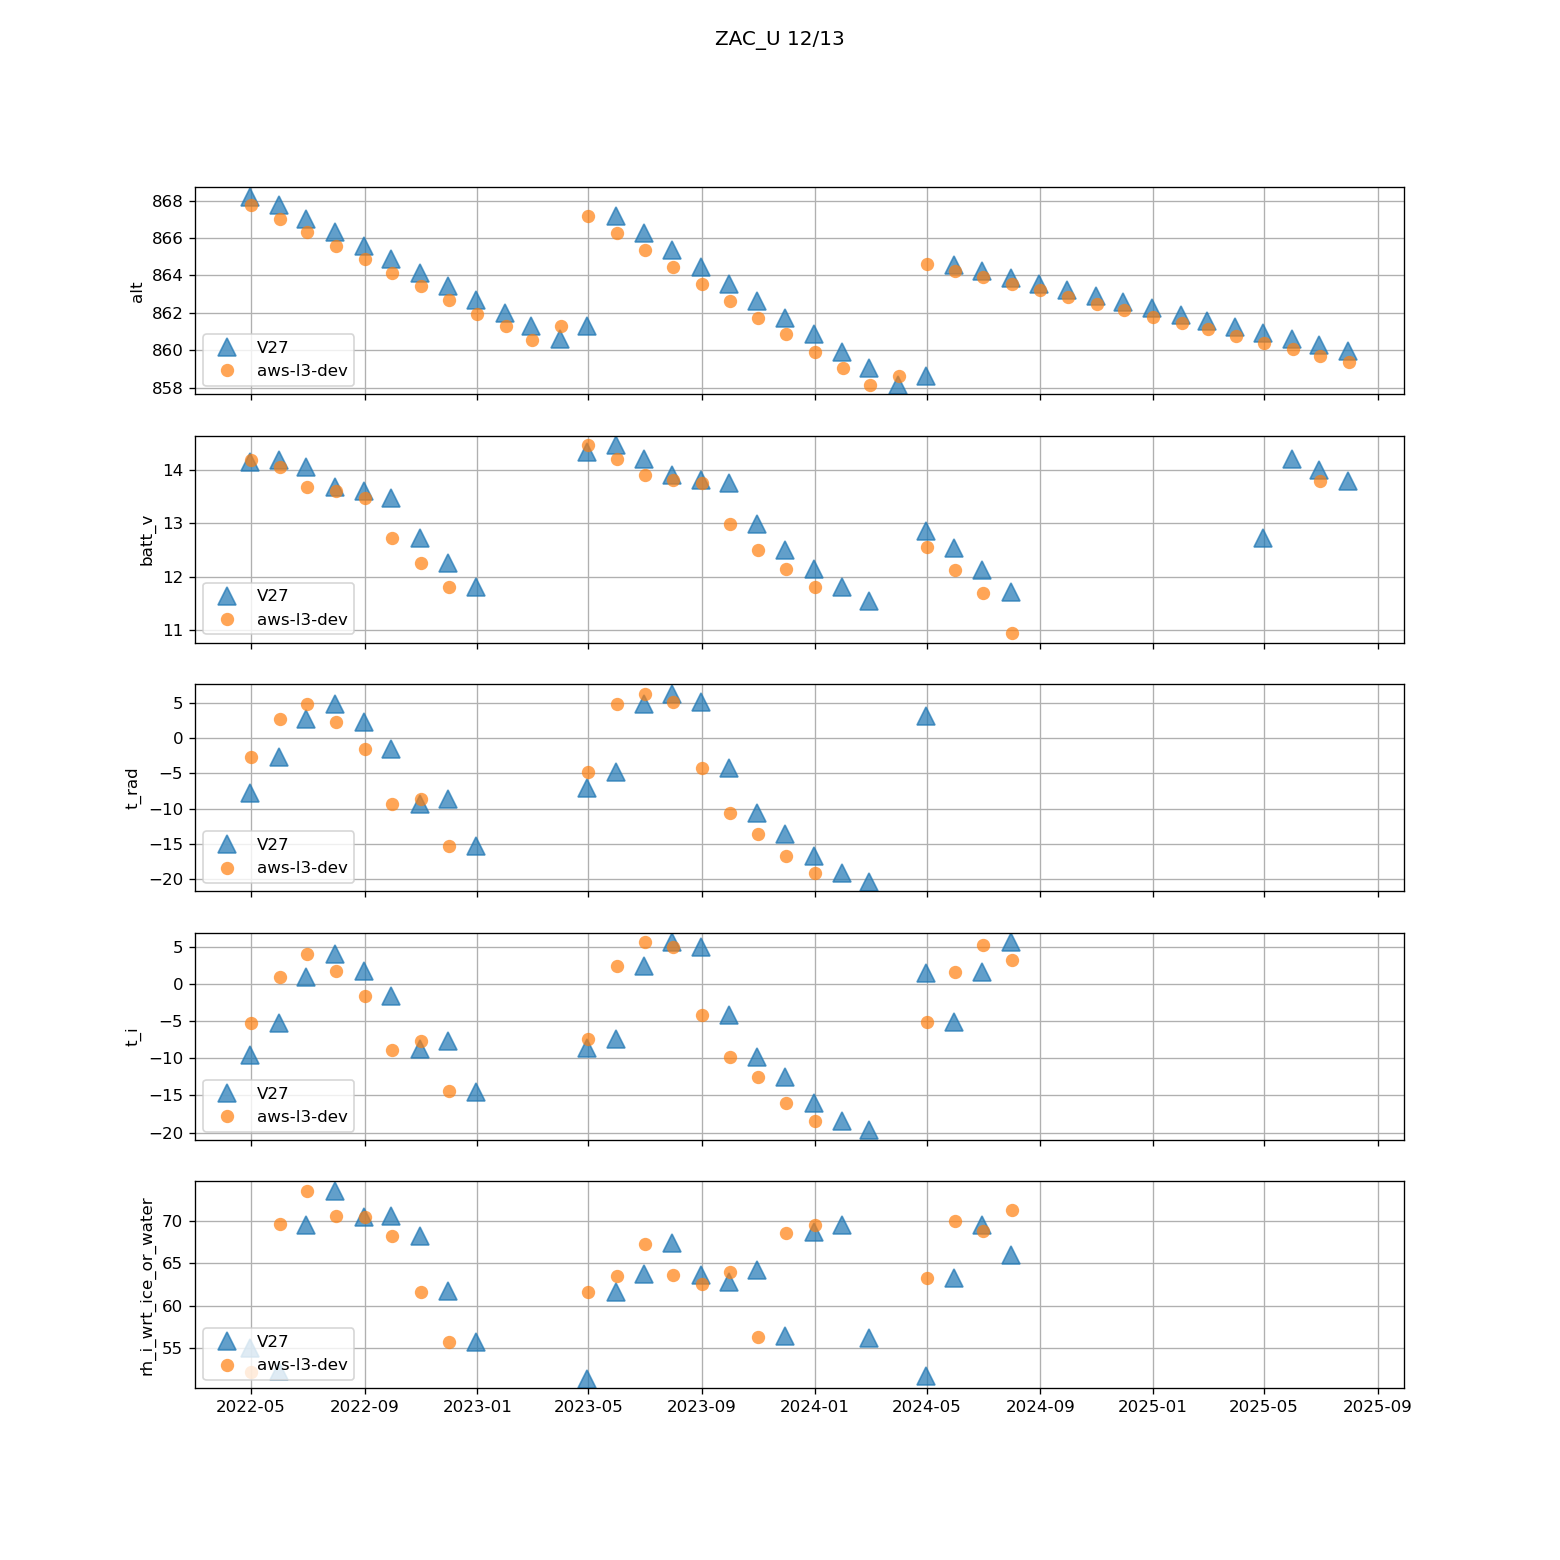 ZAC_U 12/13
868
866
864
862
860
858
alt
V27
aws-l3-dev
14
13
12
11
batt_v
V27
aws-l3-dev
5
0
−5
−10
−15
−20
t_rad
V27
aws-l3-dev
5
0
−5
−10
−15
−20
t_i
V27
aws-l3-dev
70
65
60
55
rh_i_wrt_ice_or_water
V27
aws-l3-dev
2022-05 2022-09 2023-01 2023-05 2023-09 2024-01 2024-05 2024-09 2025-01 2025-05 2025-09